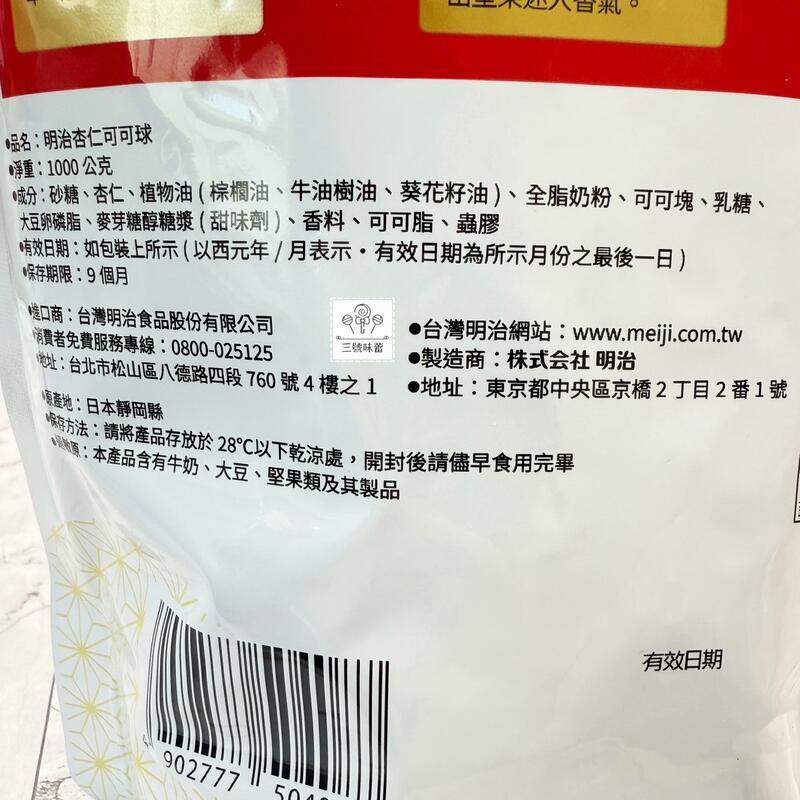 山堅果迷人香氣。
●品名：明治杏仁可可球
●淨重：1000 公克
●成分：砂糖、杏仁、植物油 ( 棕櫚油、牛油樹油、葵花籽油 )、全脂奶粉、可可塊、乳糖、
大豆卵磷脂、麥芽糖醇糖漿 ( 甜味劑 )、香料、可可脂、蟲膠
●有效日期：如包裝上所示 ( 以西元年 / 月表示・有效日期為所示月份之最後一日 )
●保存期限：9 個月
進口商：台灣明治食品股份有限公司
消費者免費服務專線：0800-025125
地址：台北市松山區八德路四段 760 號 4 樓之 1
三號味蕾
●台灣明治網站：www.meiji.com.tw
●製造商：株式会社 明治
●地址：東京都中央區京橋 2 丁目 2 番 1 號
原產地：日本靜岡縣
●保存方法：請將產品存放於 28°C以下乾涼處，開封後請儘早食用完畢
●過敏原：本產品含有牛奶、大豆、堅果類及其製品
有效日期
4 902777 504